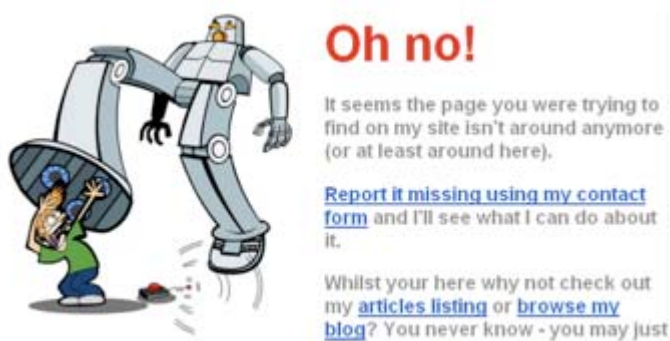 Oh no!
It seems the page you were trying to
find on my site isn't around anymore
(or at least around here).
Report it missing using my contact
form and I'll see what I can do about
it.
Whilst your here why not check out
my articles listing or browse my
blog? You never know - you may just